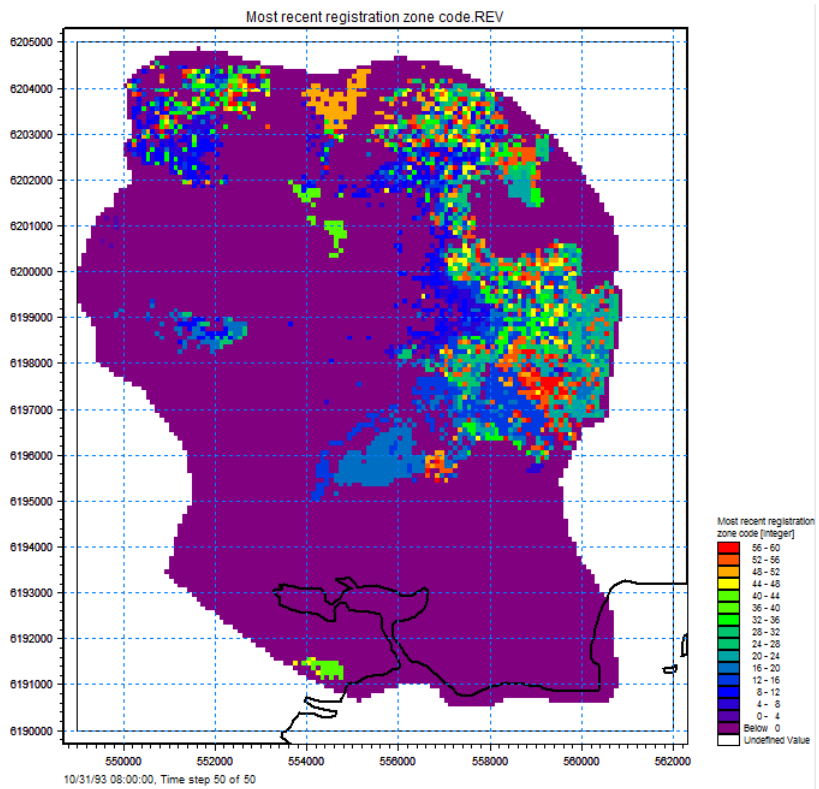 Most recent registration zone code.REV
6205000
6204000
6203000
6202000
6201000
6200000
6199000
6198000
6197000
6196000
6195000
6194000
6193000
6192000
6191000
6190000
550000 552000 554000 556000 558000 560000 562000
10/31/93 08:00:00, Time step 50 of 50
Most recent registration
zone code [Integer]
56 - 60
52 - 56
48 - 52
44 - 48
40 - 44
36 - 40
32 - 36
28 - 32
24 - 28
20 - 24
16 - 20
12 - 16
8 - 12
4 - 8
0 - 4
Below 0
Undefined Value